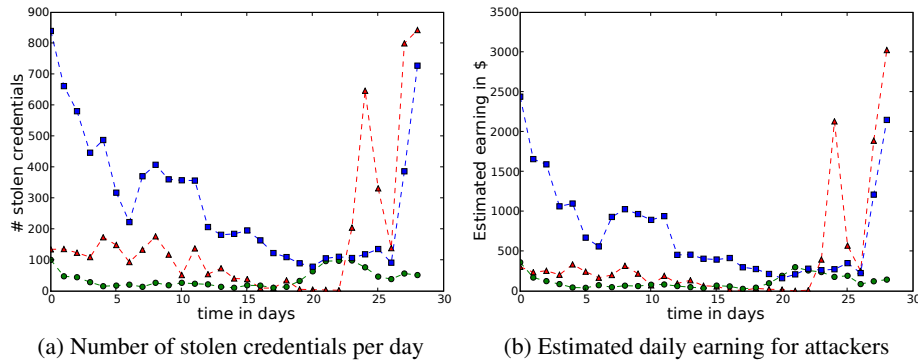 900
800
700
600
500
400
300
200
100
0
# stolen credentials
0 5 10 15 20 25 30
time in days
(a) Number of stolen credentials per day
3500
3000
2500
2000
1500
1000
500
0
Estimated earning in $
0 5 10 15 20 25 30
time in days
(b) Estimated daily earning for attackers